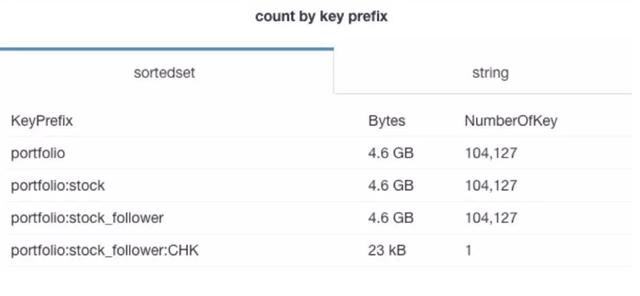 count by key prefix
sortedset string
KeyPrefix Bytes NumberOfKey
portfolio 4.6 GB 104,127
portfolio:stock 4.6 GB 104,127
portfolio:stock_follower 4.6 GB 104,127
portfolio:stock_follower:CHK 23 kB 1